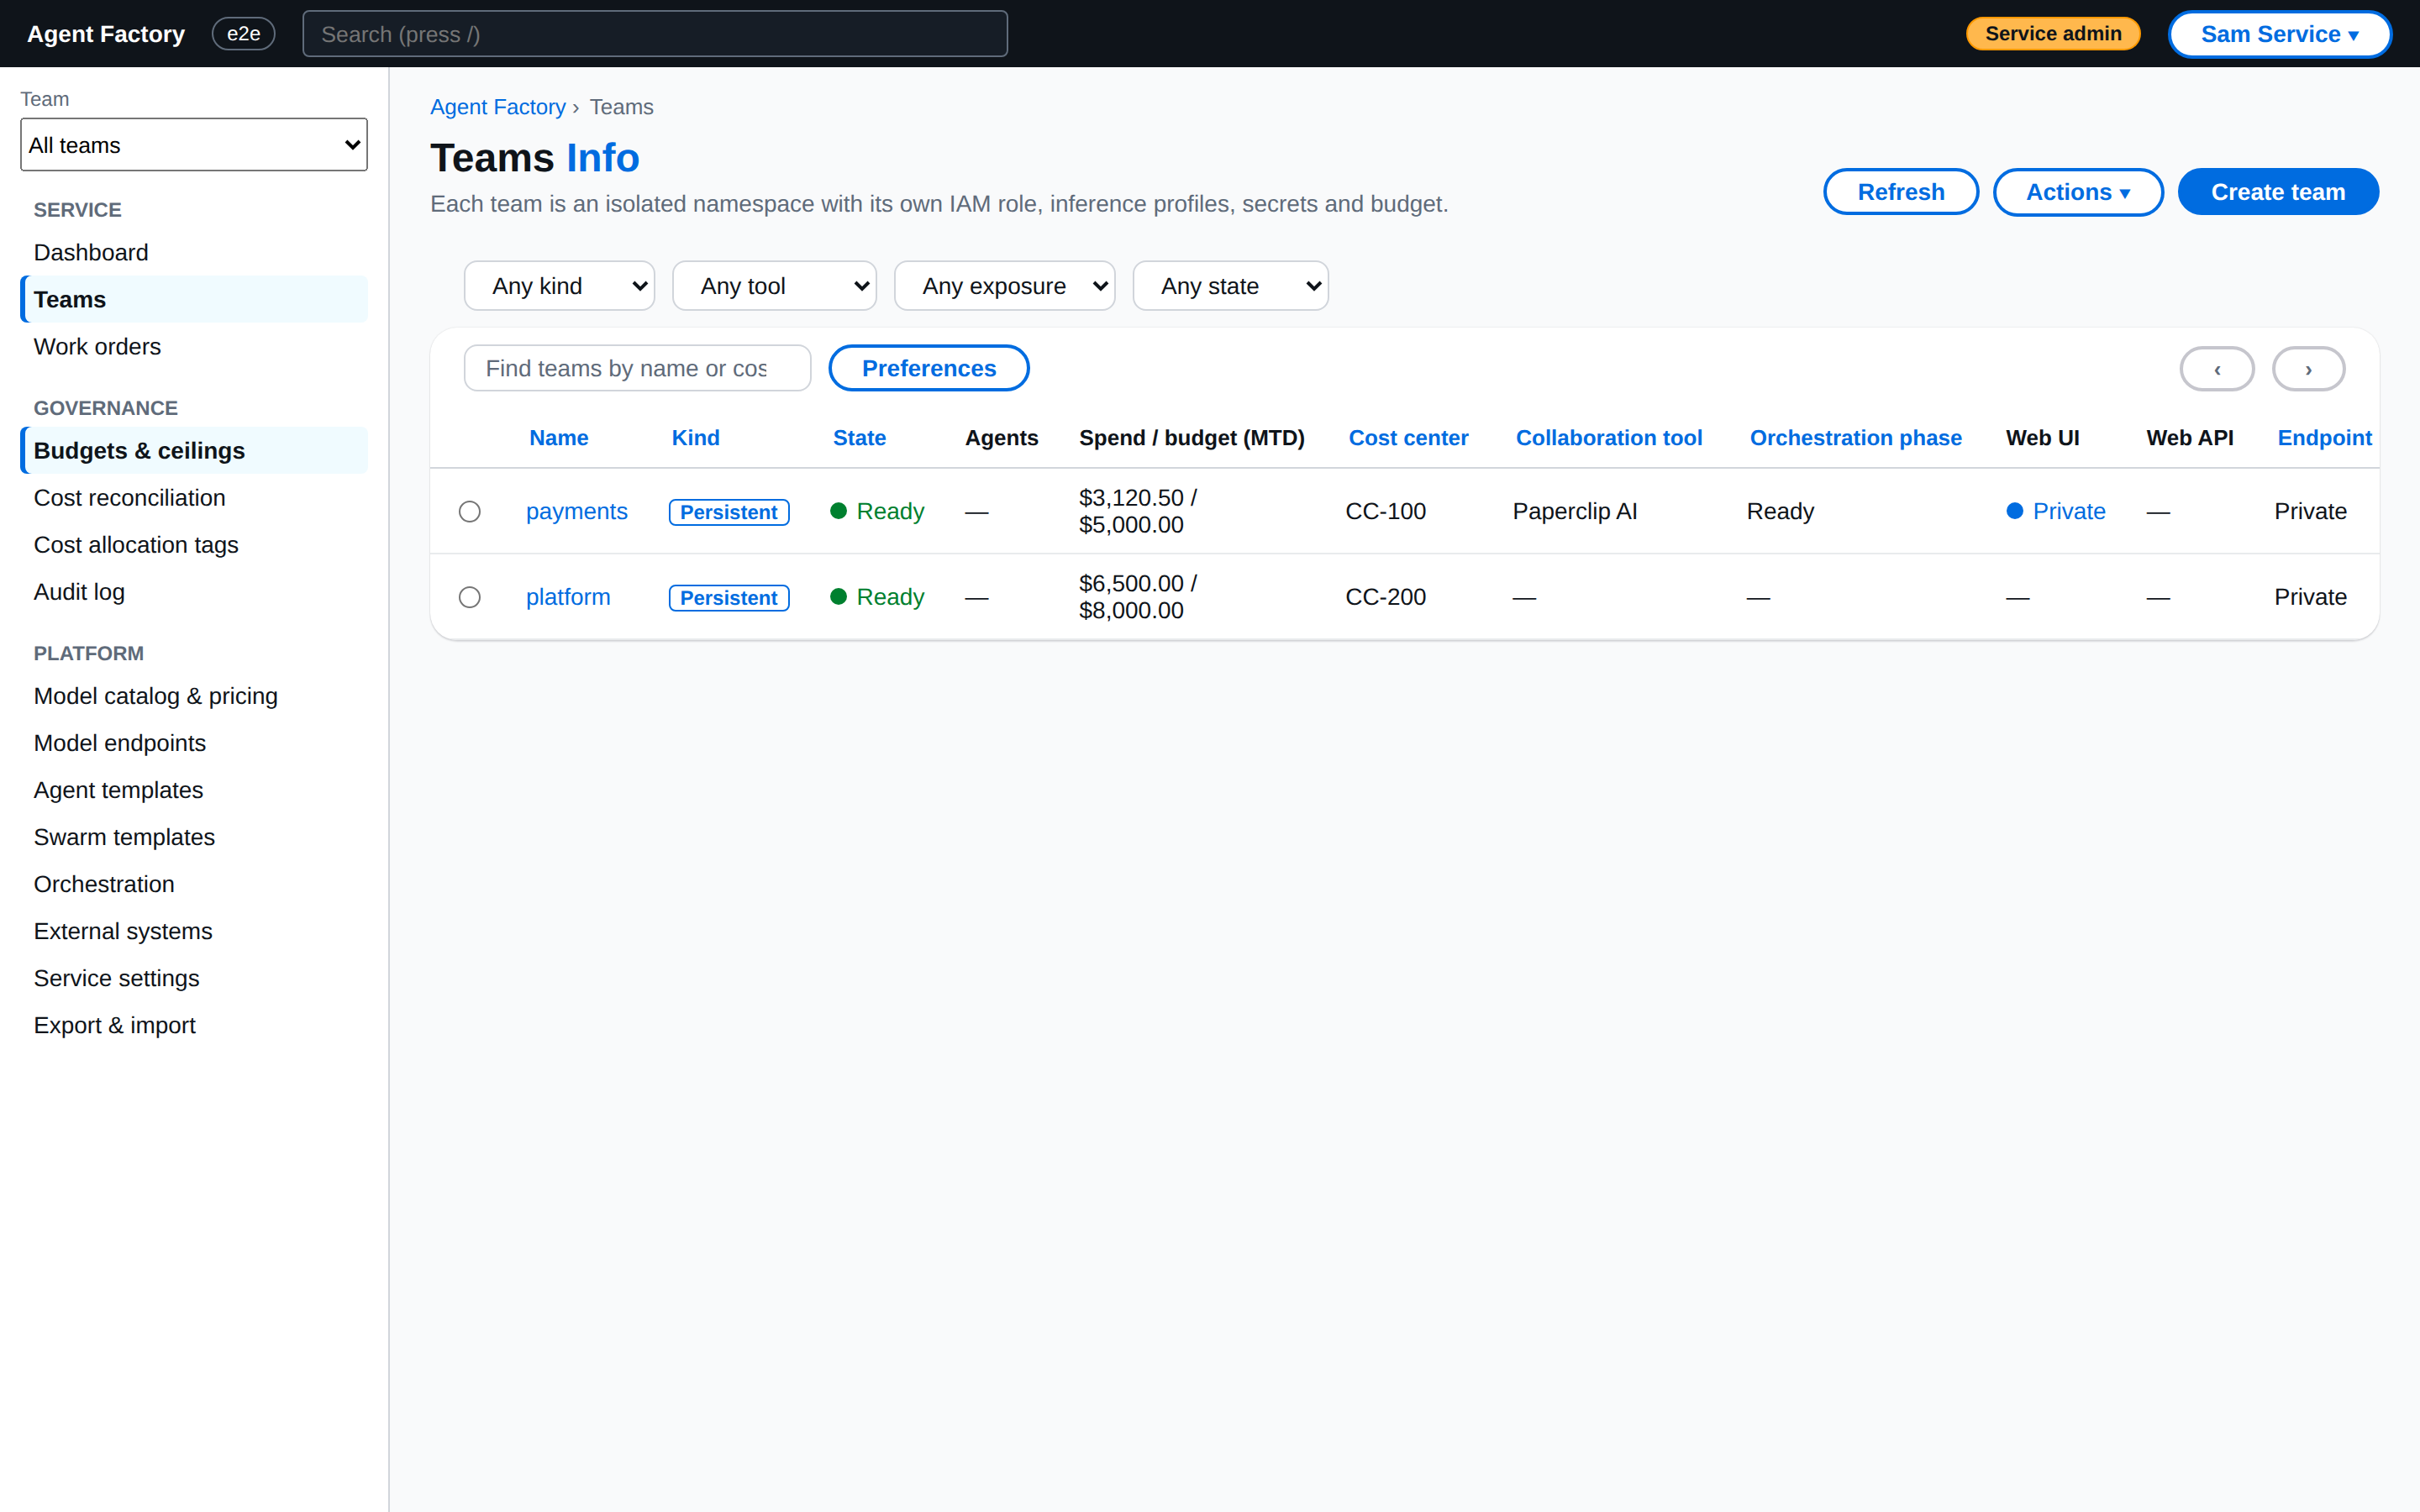 Agent Factory e2e Search (press /) Service admin Sam Service ▾
Team
All teams
SERVICE
Dashboard
Teams
Work orders
GOVERNANCE
Budgets & ceilings
Cost reconciliation
Cost allocation tags
Audit log
PLATFORM
Model catalog & pricing
Model endpoints
Agent templates
Swarm templates
Orchestration
External systems
Service settings
Export & import
Agent Factory › Teams
Teams Info
Each team is an isolated namespace with its own IAM role, inference profiles, secrets and budget.
Refresh Actions ▾ Create team
Any kind Any tool Any exposure Any state
Find teams by name or cos Preferences ‹ ›
Name Kind State Agents Spend / budget (MTD) Cost center Collaboration tool Orchestration phase Web UI Web API Endpoint
payments Persistent Ready — $3,120.50 / $5,000.00 CC-100 Paperclip AI Ready Private — Private
platform Persistent Ready — $6,500.00 / $8,000.00 CC-200 — — — — Private